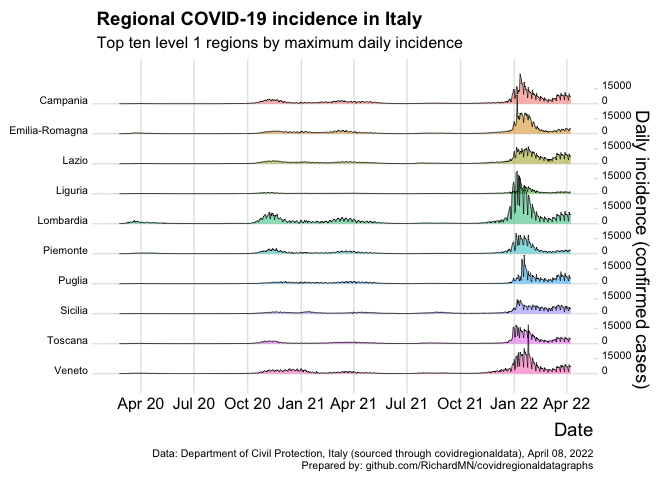 Regional COVID-19 incidence in Italy
Top ten level 1 regions by maximum daily incidence
Campania
15000
0
Emilia-Romagna
15000
0
Lazio
15000
0
Liguria
15000
0
Lombardia
15000
0
Piemonte
15000
0
Puglia
15000
0
Sicilia
15000
0
Toscana
15000
0
Veneto
15000
0
Daily incidence (confirmed cases)
Apr 20 Jul 20 Oct 20 Jan 21 Apr 21 Jul 21 Oct 21 Jan 22 Apr 22
Date
Data: Department of Civil Protection, Italy (sourced through covidregionaldata), April 08, 2022
Prepared by: github.com/RichardMN/covidregionaldatagraphs